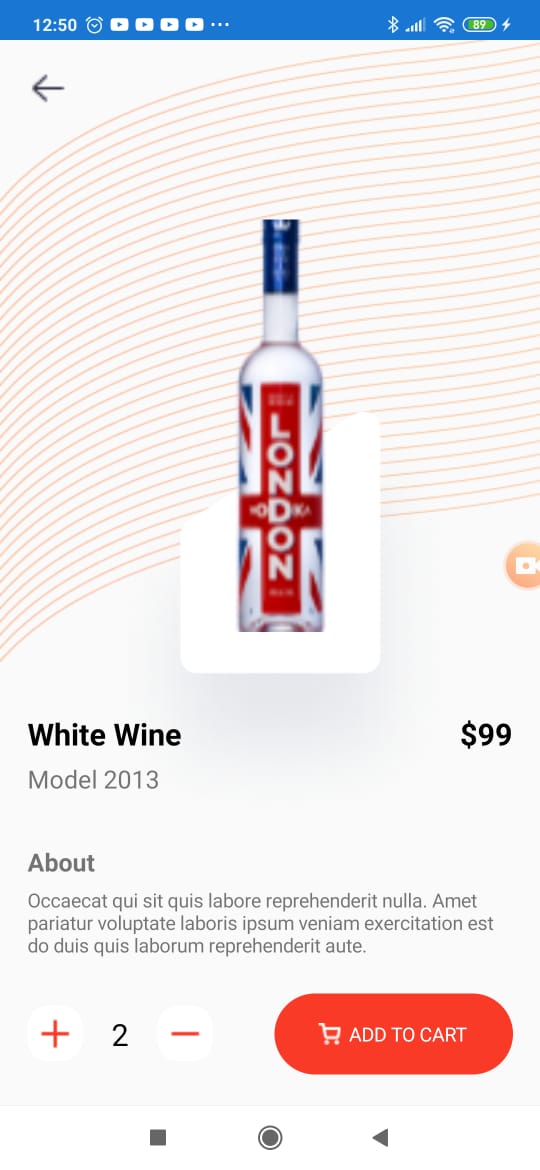 12:50
89
LONDON
White Wine
$99
Model 2013
About
Occaecat qui sit quis labore reprehenderit nulla. Amet
pariatur voluptate laboris ipsum veniam exercitation est
do duis quis laborum reprehenderit aute.
2
ADD TO CART